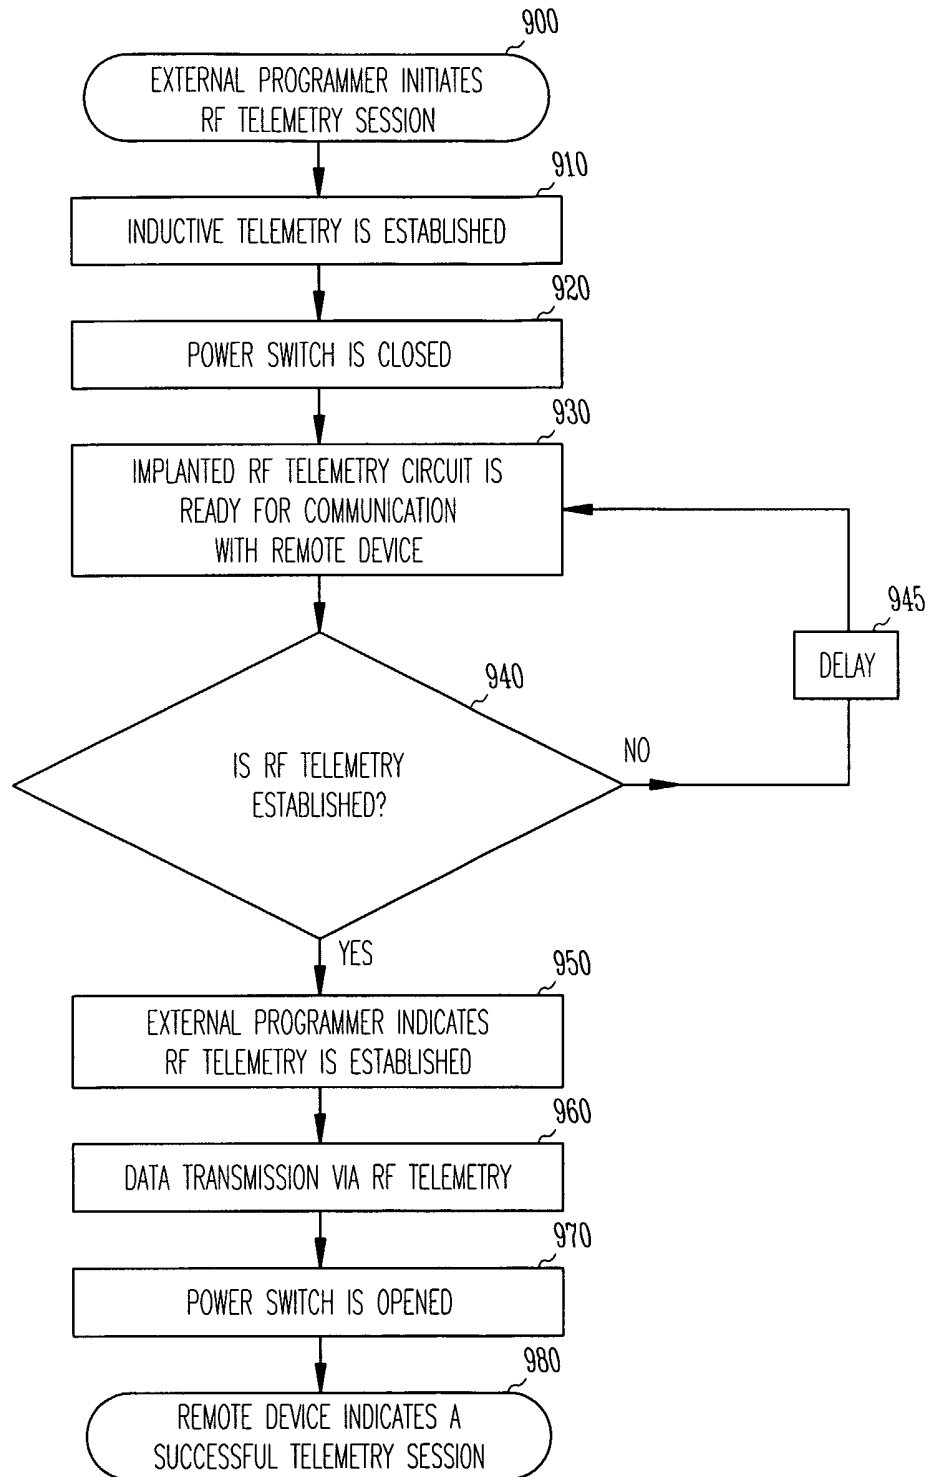 900
EXTERNAL PROGRAMMER INITIATES
RF TELEMETRY SESSION
910
INDUCTIVE TELEMETRY IS ESTABLISHED
920
POWER SWITCH IS CLOSED
930
IMPLANTED RF TELEMETRY CIRCUIT IS
READY FOR COMMUNICATION
WITH REMOTE DEVICE
945
DELAY
940
IS RF TELEMETRY
ESTABLISHED?
NO
YES
950
EXTERNAL PROGRAMMER INDICATES
RF TELEMETRY IS ESTABLISHED
960
DATA TRANSMISSION VIA RF TELEMETRY
970
POWER SWITCH IS OPENED
980
REMOTE DEVICE INDICATES A
SUCCESSFUL TELEMETRY SESSION